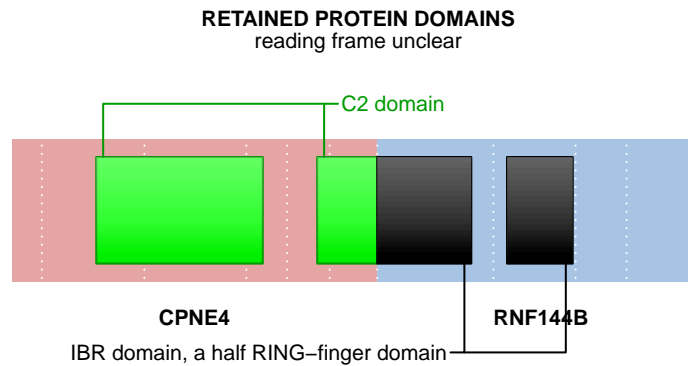 RETAINED PROTEIN DOMAINS
reading frame unclear
C2 domain
CPNE4
RNF144B
IBR domain, a half RING−finger domain